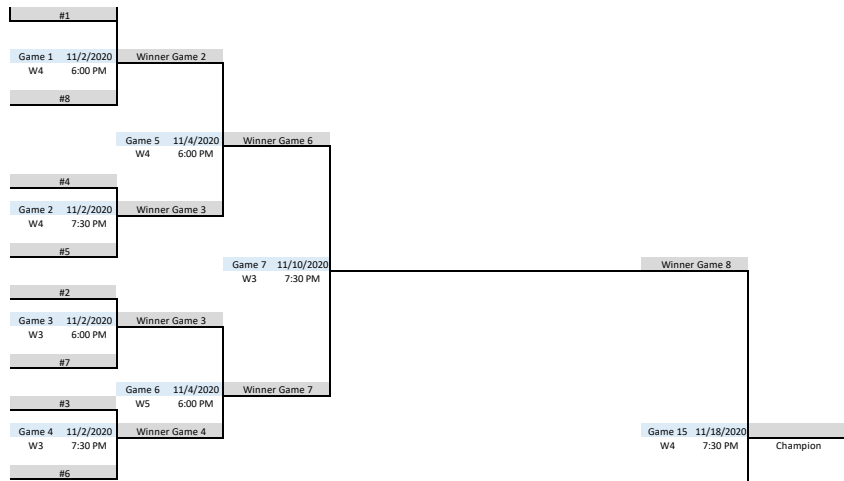 #1
Game 1 11/2/2020 Winner Game 2
W4 6:00 PM
#8
Game 5 11/4/2020 Winner Game 6
W4 6:00 PM
#4
Game 2 11/2/2020 Winner Game 3
W4 7:30 PM
#5
Game 7 11/10/2020 Winner Game 8
W3 7:30 PM
#2
Game 3 11/2/2020 Winner Game 3
W3 6:00 PM
#7
Game 6 11/4/2020 Winner Game 7
#3 W5 6:00 PM
Game 4 11/2/2020 Winner Game 4 Game 15 11/18/2020
W3 7:30 PM W4 7:30 PM Champion
#6